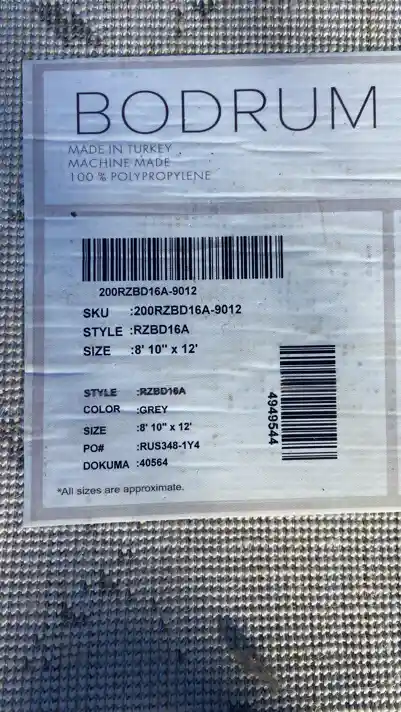 BODRUM
MADE IN TURKEY
MACHINE MADE
100 % POLYPROPYLENE
200RZBD16A-9012
SKU :200RZBD16A-9012
STYLE :RZBD16A
SIZE :8' 10" x 12'
STYLE :RZBD16A
COLOR :GREY
SIZE :8' 10" x 12'
PO# :RUS348-1Y4
DOKUMA :40564
4949544
*All sizes are approximate.